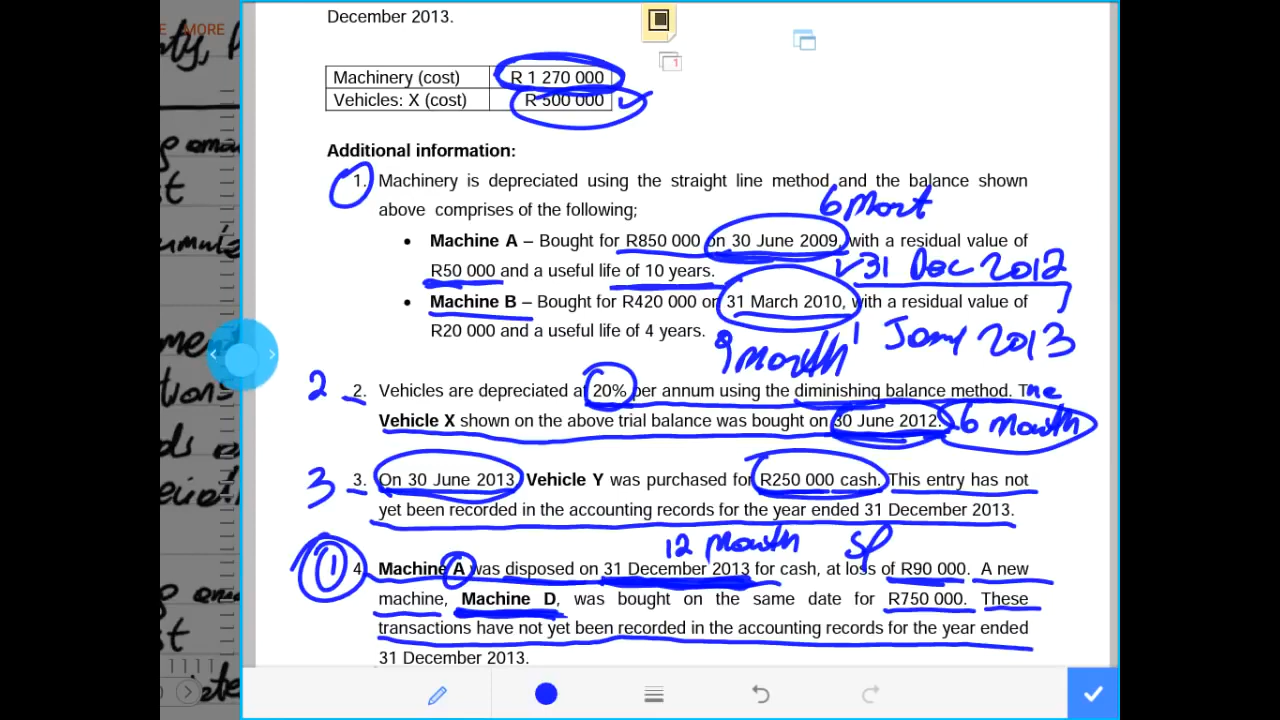 MORE
December 2013.
Machinery (cost) R 1 270 000
Vehicles: X (cost) R 500 000
1
Additional information:
1. Machinery is depreciated using the straight line method and the balance shown
above comprises of the following;
6 Mont
• Machine A – Bought for R850 000 on 30 June 2009, with a residual value of
R50 000 and a useful life of 10 years.
31 Dec 2012
• Machine B – Bought for R420 000 on 31 March 2010, with a residual value of
R20 000 and a useful life of 4 years.
1 Jany 2013
9 month
2 2. Vehicles are depreciated at 20% per annum using the diminishing balance method. The
Vehicle X shown on the above trial balance was bought on 30 June 2012. 6 month
3 3. On 30 June 2013 Vehicle Y was purchased for R250 000 cash. This entry has not
yet been recorded in the accounting records for the year ended 31 December 2013.
12 month SP
1 4. Machine A was disposed on 31 December 2013 for cash, at loss of R90 000. A new
machine, Machine D, was bought on the same date for R750 000. These
transactions have not yet been recorded in the accounting records for the year ended
31 December 2013.